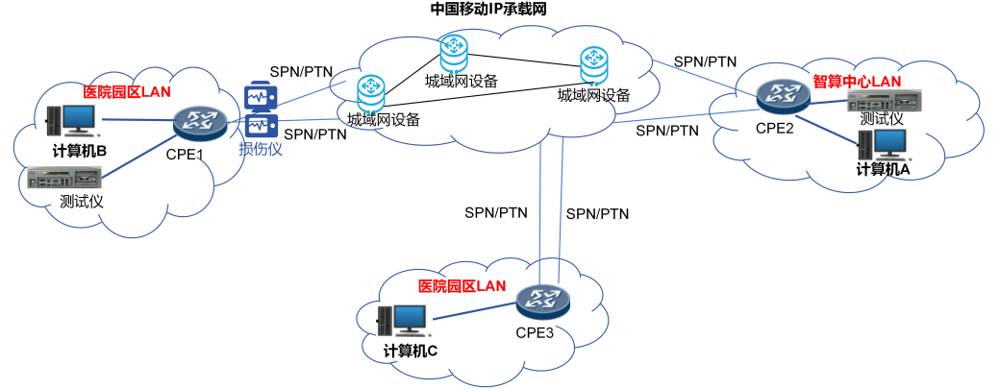 中国移动IP承载网
SPN/PTN
城域网设备
城域网设备
SPN/PTN
医院园区LAN
智算中心LAN
城域网设备
SPN/PTN
SPN/PTN
测试仪
CPE2
计算机B
CPE1
损伤仪
计算机A
测试仪
SPN/PTN
SPN/PTN
医院园区LAN
CPE3
计算机C